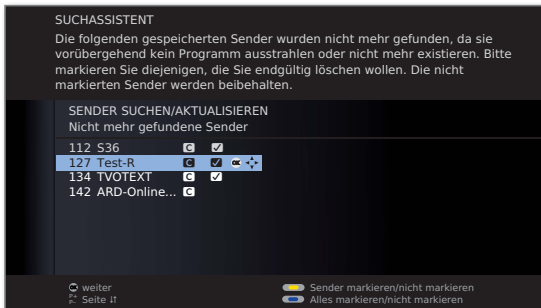 SUCHASSISTENT
Die folgenden gespeicherten Sender wurden nicht mehr gefunden, da sie
vorübergehend kein Programm ausstrahlen oder nicht mehr existieren. Bitte
markieren Sie diejenigen, die Sie endgültig löschen wollen. Die nicht
markierten Sender werden beibehalten.
SENDER SUCHEN/AKTUALISIEREN
Nicht mehr gefundene Sender
112 S36 C
127 Test-R C OK
134 TVOTEXT C
142 ARD-Online... C
OK weiter
P+ P- Seite ↓↑
Sender markieren/nicht markieren
Alles markieren/nicht markieren